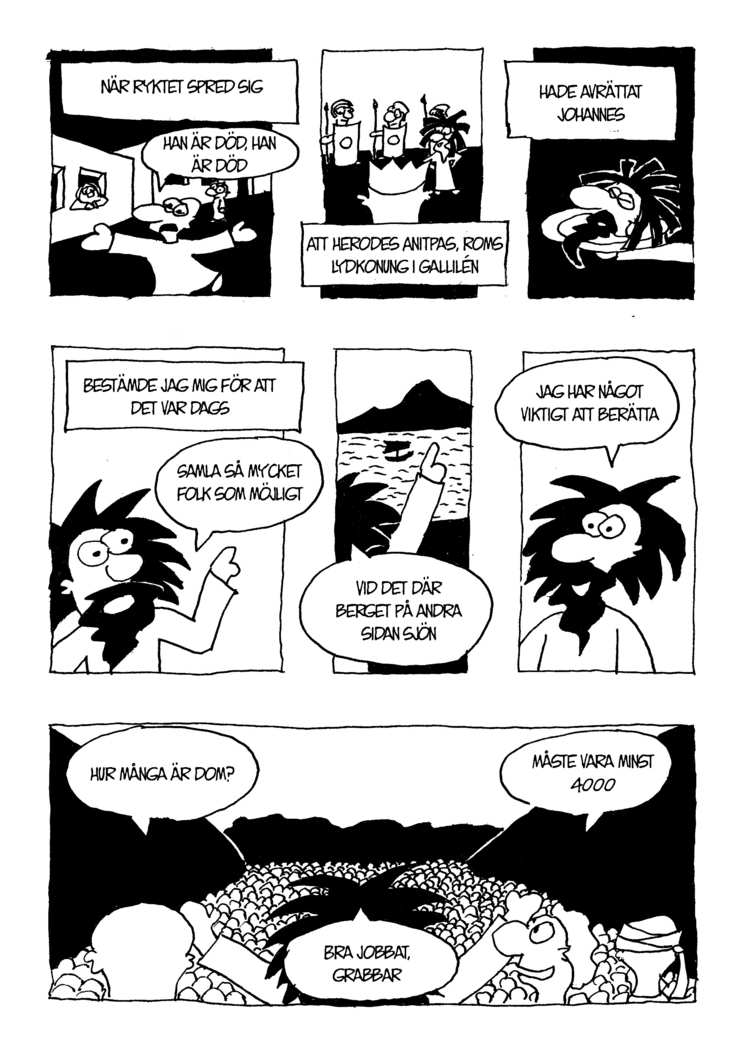 NÄR RYKTET SPRED SIG
HAN ÄR DÖD, HAN
ÄR DÖD
ATT HERODES ANITPAS, ROMS
LYDKONUNG I GALLILÉN
HADE AVRÄTTAT
JOHANNES
BESTÄMDE JAG MIG FÖR ATT
DET VAR DAGS
SAMLA SÅ MYCKET
FOLK SOM MÖJLIGT
VID DET DÄR
BERGET PÅ ANDRA
SIDAN SJÖN
JAG HAR NÅGOT
VIKTIGT ATT BERÄTTA
HUR MÅNGA ÄR DOM?
MÅSTE VARA MINST
4000
BRA JOBBAT,
GRABBAR